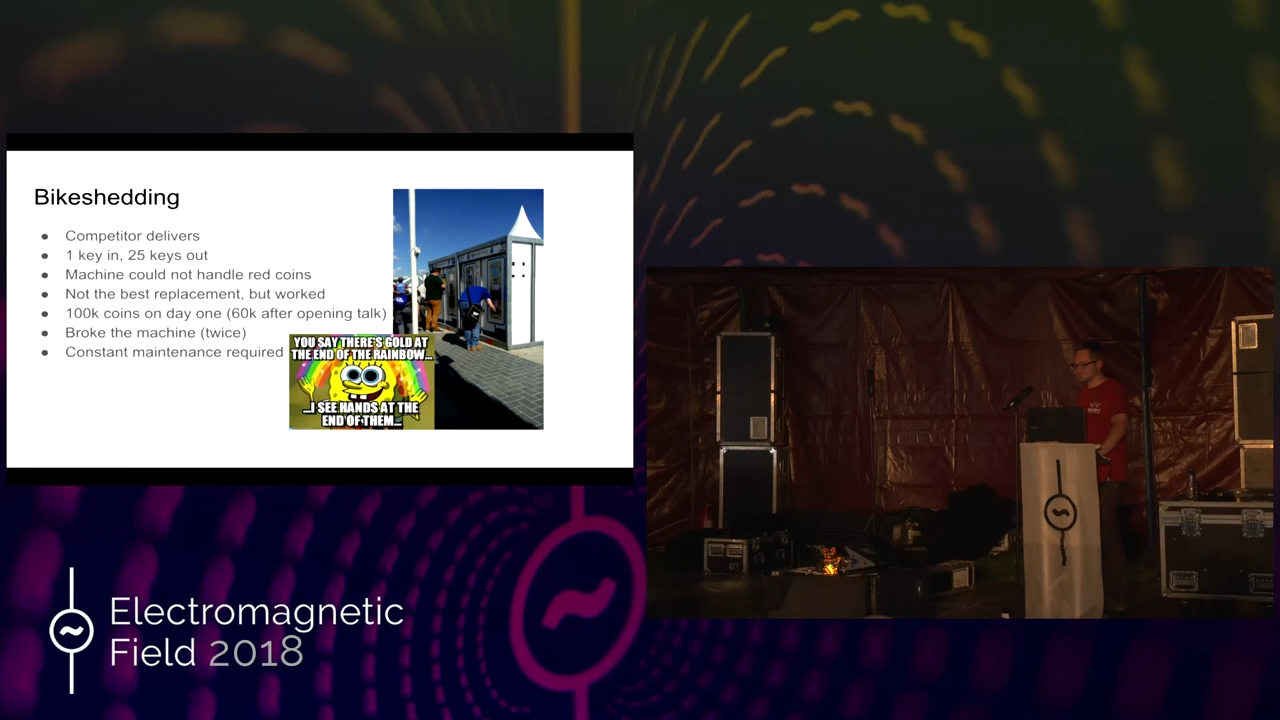 Bikeshedding
● Competitor delivers
● 1 key in, 25 keys out
● Machine could not handle red coins
● Not the best replacement, but worked
● 100k coins on day one (60k after opening talk)
● Broke the machine (twice)
● Constant maintenance required
YOU SAY THERE'S GOLD AT
THE END OF THE RAINBOW...
...I SEE HANDS AT THE
END OF THEM...
Electromagnetic
Field 2018